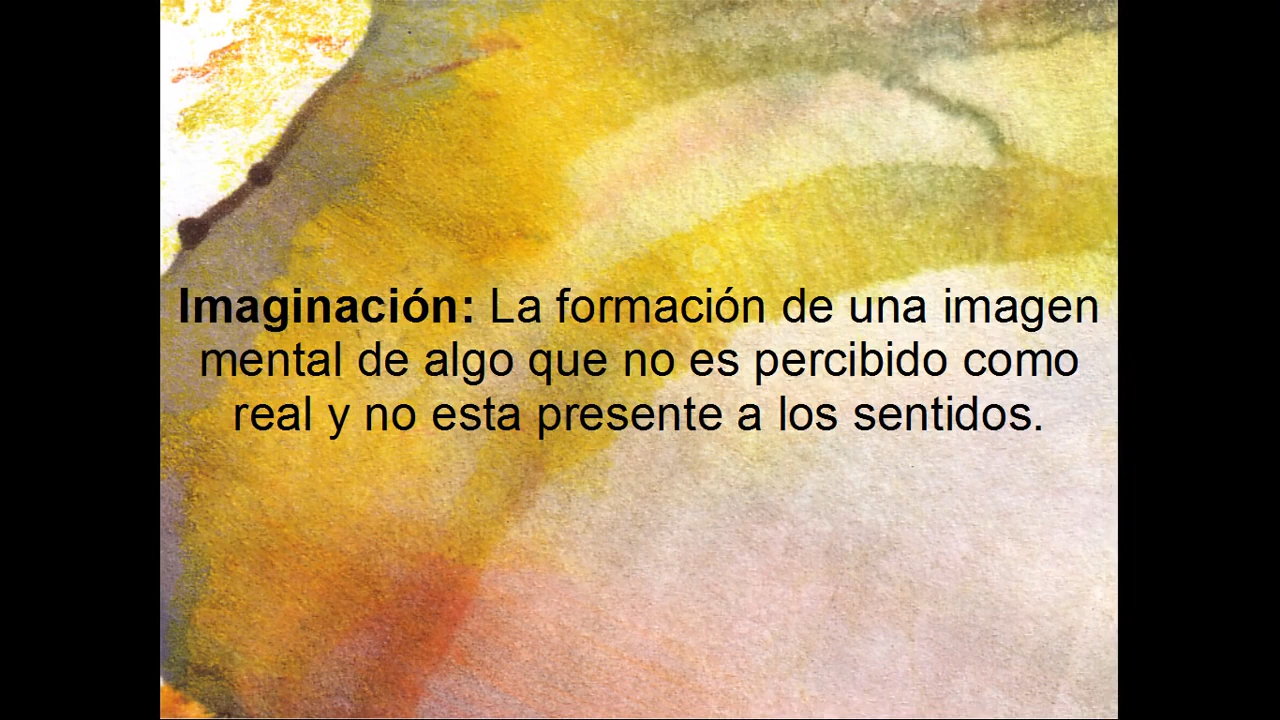 Imaginación: La formación de una imagen
mental de algo que no es percibido como
real y no esta presente a los sentidos.